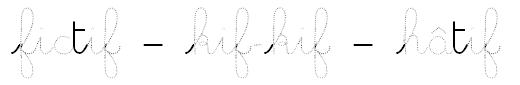 fictif – kif-kif – hâtif